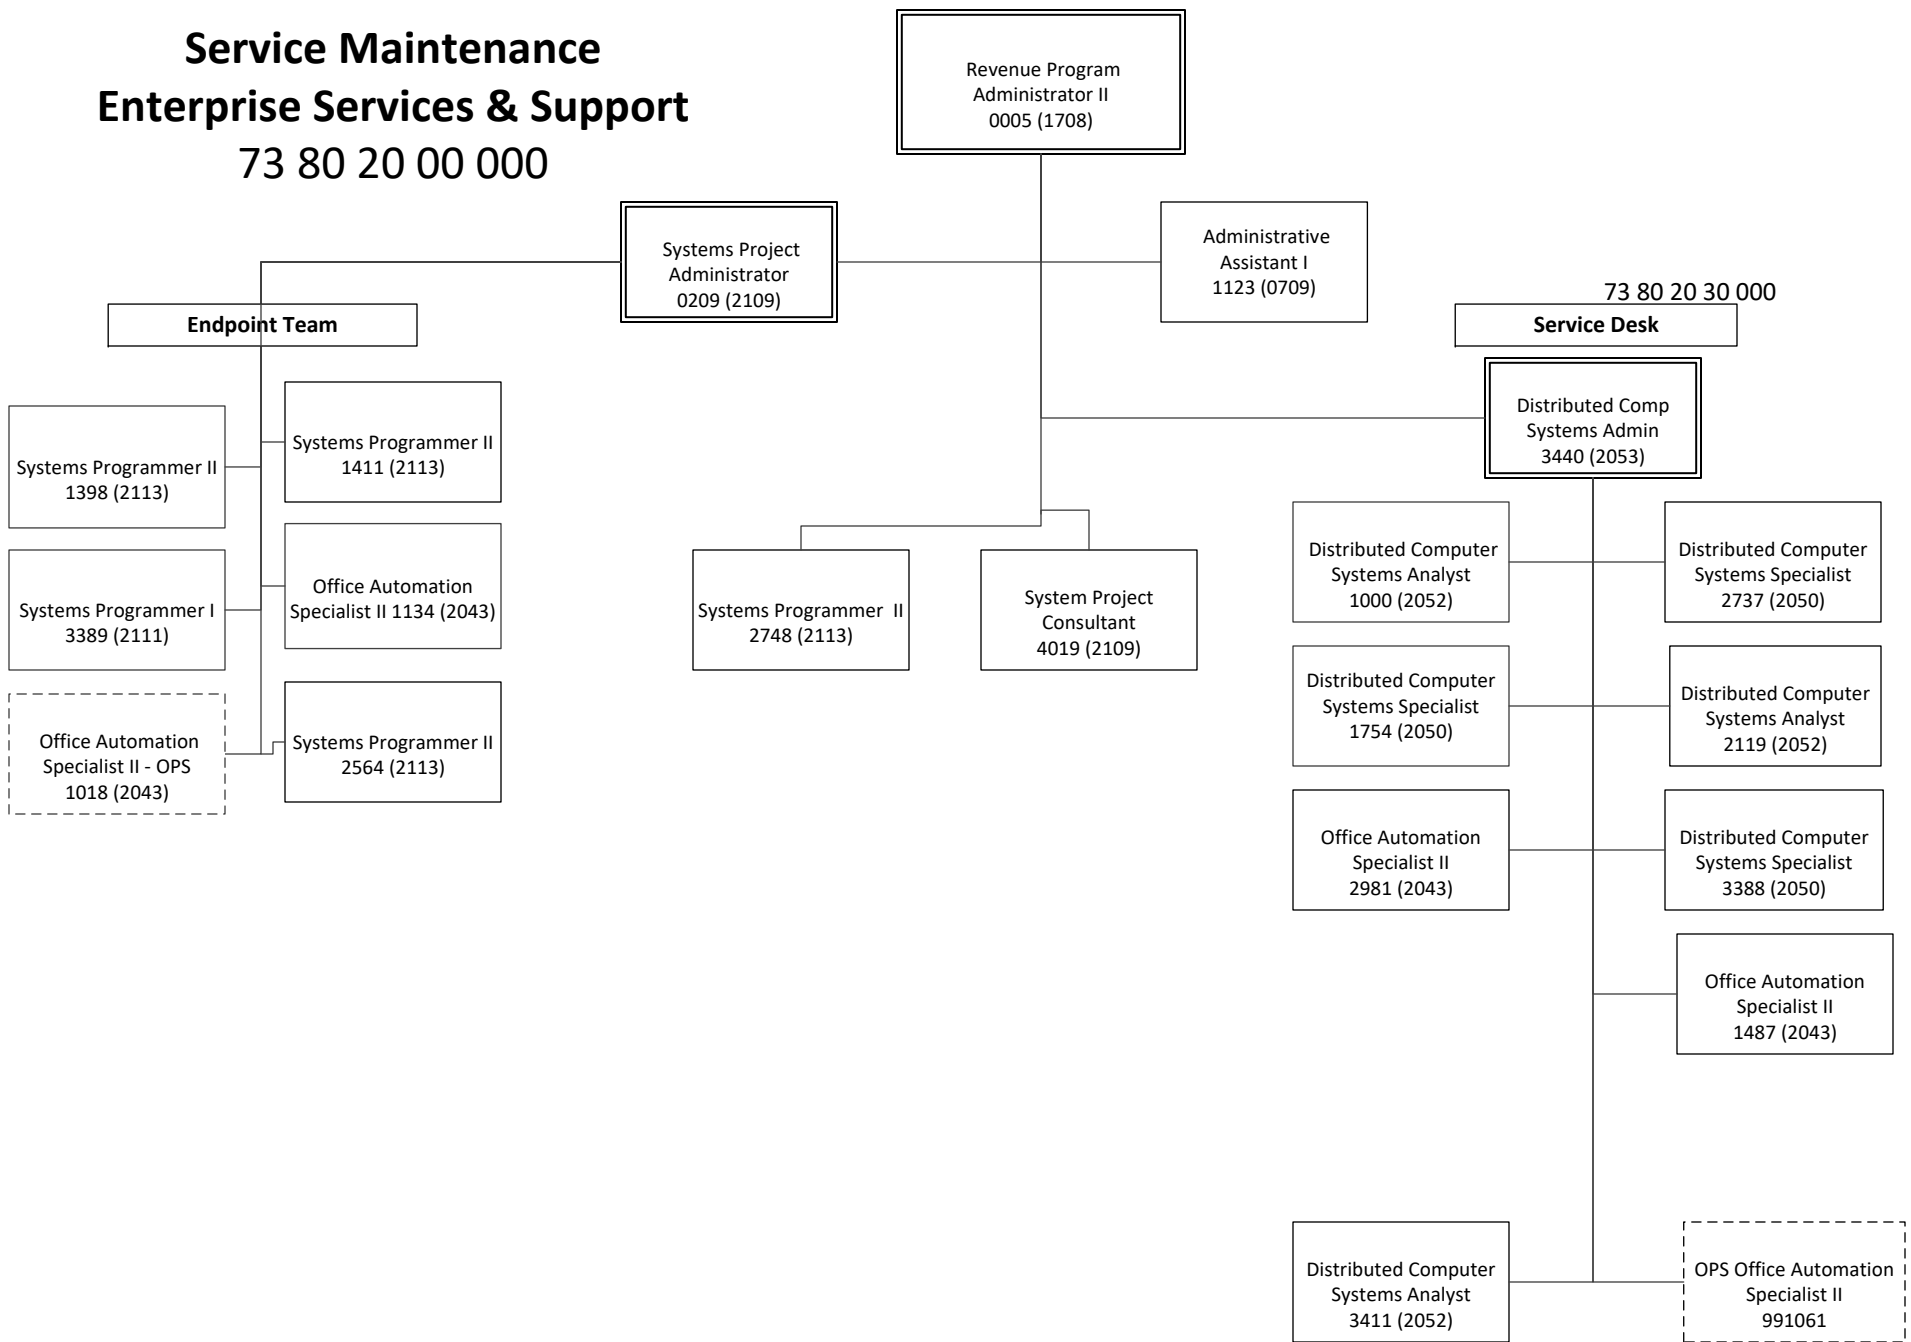 Service Maintenance
Enterprise Services & Support
73 80 20 00 000
Revenue Program
Administrator II
0005 (1708)
Systems Project
Administrator
0209 (2109)
Administrative
Assistant I
1123 (0709)
Endpoint Team
73 80 20 30 000
Service Desk
Distributed Comp
Systems Admin
3440 (2053)
Systems Programmer II
1398 (2113)
Systems Programmer II
1411 (2113)
Systems Programmer I
3389 (2111)
Office Automation
Specialist II 1134 (2043)
Office Automation
Specialist II - OPS
1018 (2043)
Systems Programmer II
2564 (2113)
Systems Programmer  II
2748 (2113)
System Project
Consultant
4019 (2109)
Distributed Computer
Systems Analyst
1000 (2052)
Distributed Computer
Systems Specialist
2737 (2050)
Distributed Computer
Systems Specialist
1754 (2050)
Distributed Computer
Systems Analyst
2119 (2052)
Office Automation
Specialist II
2981 (2043)
Distributed Computer
Systems Specialist
3388 (2050)
Office Automation
Specialist II
1487 (2043)
Distributed Computer
Systems Analyst
3411 (2052)
OPS Office Automation
Specialist II
991061